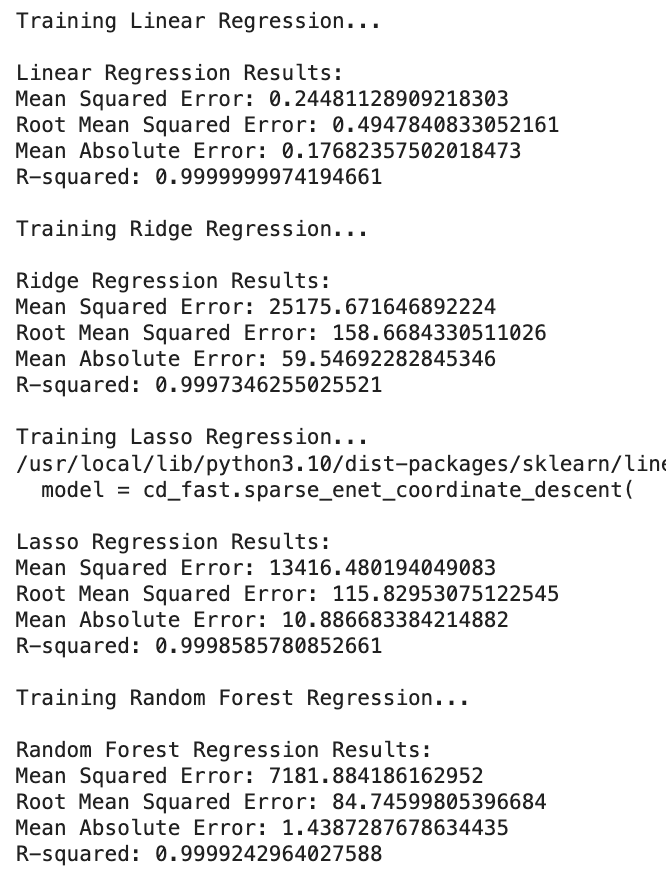 Training Linear Regression...
Linear Regression Results:
Mean Squared Error: 0.24481128909218303
Root Mean Squared Error: 0.4947840833052161
Mean Absolute Error: 0.17682357502018473
R-squared: 0.9999999974194661
Training Ridge Regression...
Ridge Regression Results:
Mean Squared Error: 25175.671646892224
Root Mean Squared Error: 158.6684330511026
Mean Absolute Error: 59.54692282845346
R-squared: 0.9997346255025521
Training Lasso Regression...
/usr/local/lib/python3.10/dist-packages/sklearn/line
model = cd_fast.sparse_enet_coordinate_descent(
Lasso Regression Results:
Mean Squared Error: 13416.480194049083
Root Mean Squared Error: 115.82953075122545
Mean Absolute Error: 10.886683384214882
R-squared: 0.9998585780852661
Training Random Forest Regression...
Random Forest Regression Results:
Mean Squared Error: 7181.884186162952
Root Mean Squared Error: 84.74599805396684
Mean Absolute Error: 1.4387287678634435
R-squared: 0.9999242964027588